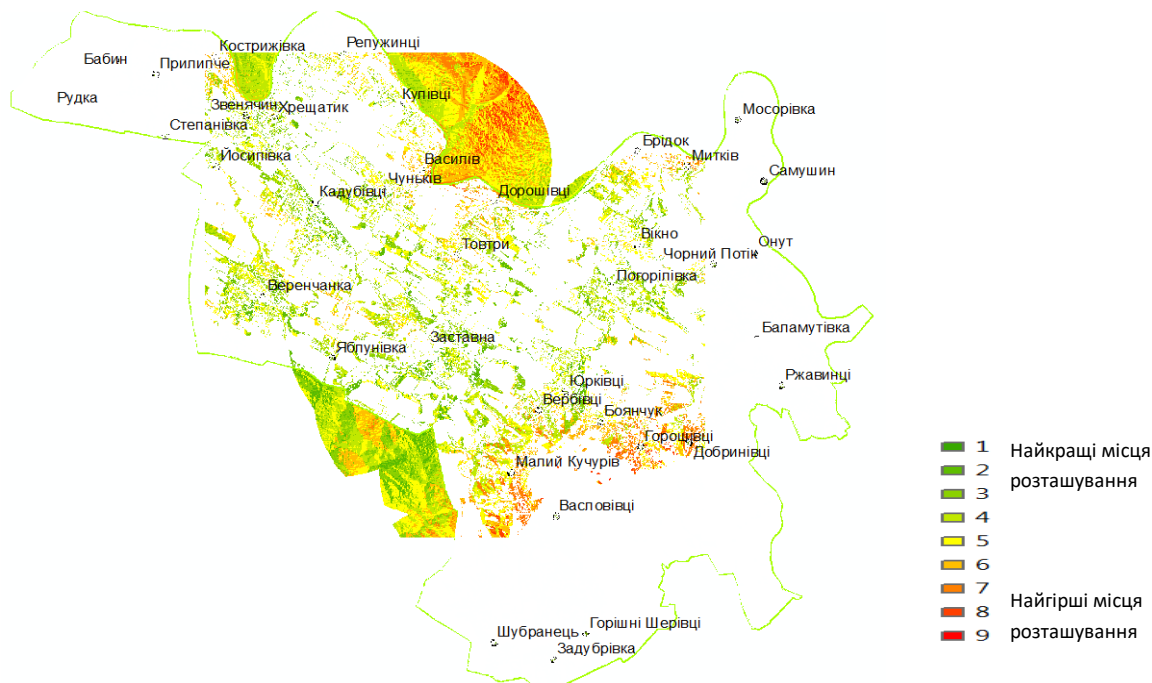 Репужинці
Кострижівка
Бабин
Прилипче
Рудка
Звенячин
Хрещатик
Купівці
Мосорівка
Степанівка
Брідок
Йосипівка
Василів
Митків
Самушин
Чуньків
Кадубівці
Дорошівці
Вікно
Онут
Товтри
Чорний Потік
Погорілівка
Веренчанка
Баламутівка
Заставна
Яблунівка
Ржавинці
Юрківці
Вербівці
Боянчук
Горошівці
Добринівці
Малий Кучурів
Васловівці
Горішні Шерівці
Шубранець
Задубрівка
1
2
3
4
5
6
7
8
9
Найкращі місця
розташування
Найгірші місця
розташування